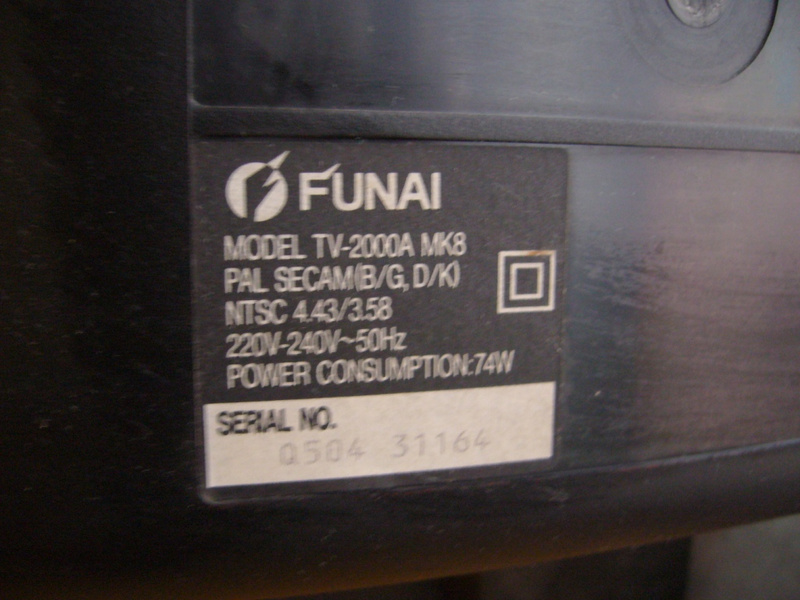 FUNAI
MODEL TV-2000A MK8
PAL SECAM(B/G, D/K)
NTSC 4.43/3.58
220V-240V~50Hz
POWER CONSUMPTION:74W
SERIAL NO.
Q504 31164